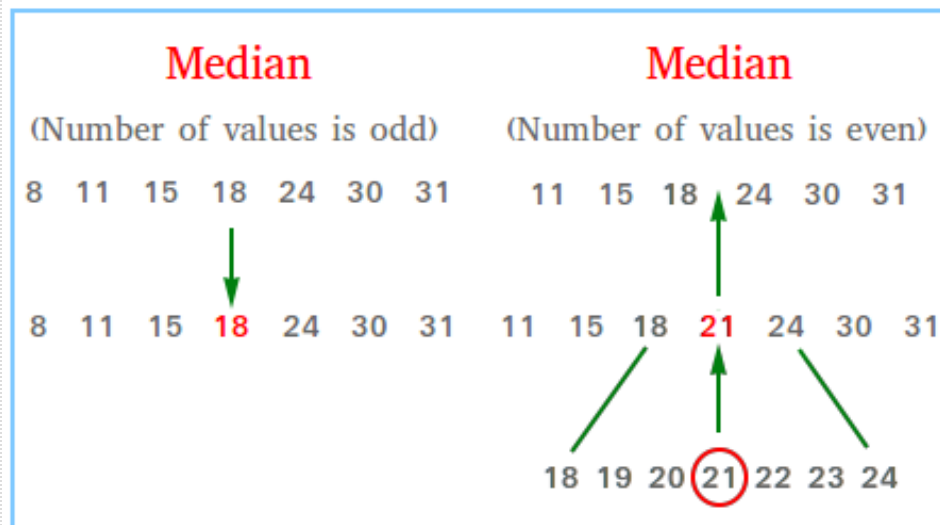 Median
(Number of values is odd)
8 11 15 18 24 30 31
8 11 15 18 24 30 31
Median
(Number of values is even)
11 15 18 24 30 31
11 15 18 21 24 30 31
18 19 20 21 22 23 24